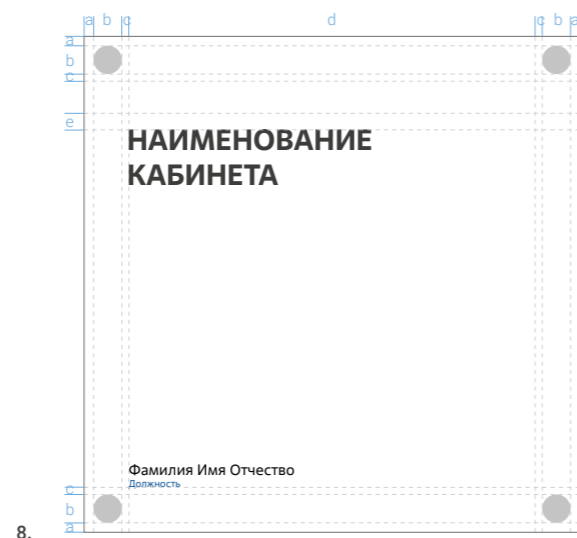 a b c d c b a
a
b
c
e
НАИМЕНОВАНИЕ
КАБИНЕТА
Фамилия Имя Отчество
Должность
c
b
a
8.